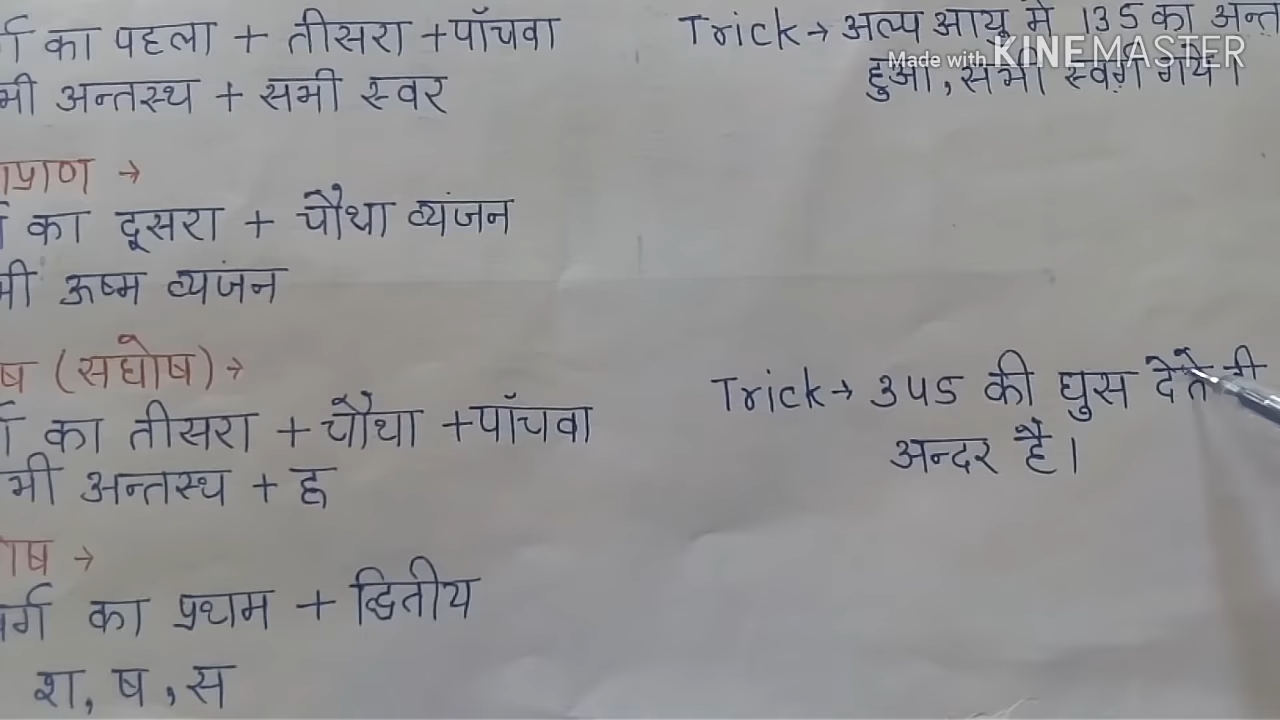 र्ग का पहला + तीसरा + पाँचवा
भी अन्तस्थ + सभी स्वर
Trick → अल्प आयु मे 135 का अन्त
हुआ, सभी स्वर्ग गये।
Made with KINEMASTER
प्राण →
का दूसरा + चौथा व्यंजन
भी ऊष्म व्यंजन
ष (सघोष) →
का तीसरा + चौथा + पाँचवा
भी अन्तस्थ + ह
Trick → 345 की घुस देते ही
अन्दर है।
ोष →
वर्ग का प्रथम + द्वितीय
श, ष, स